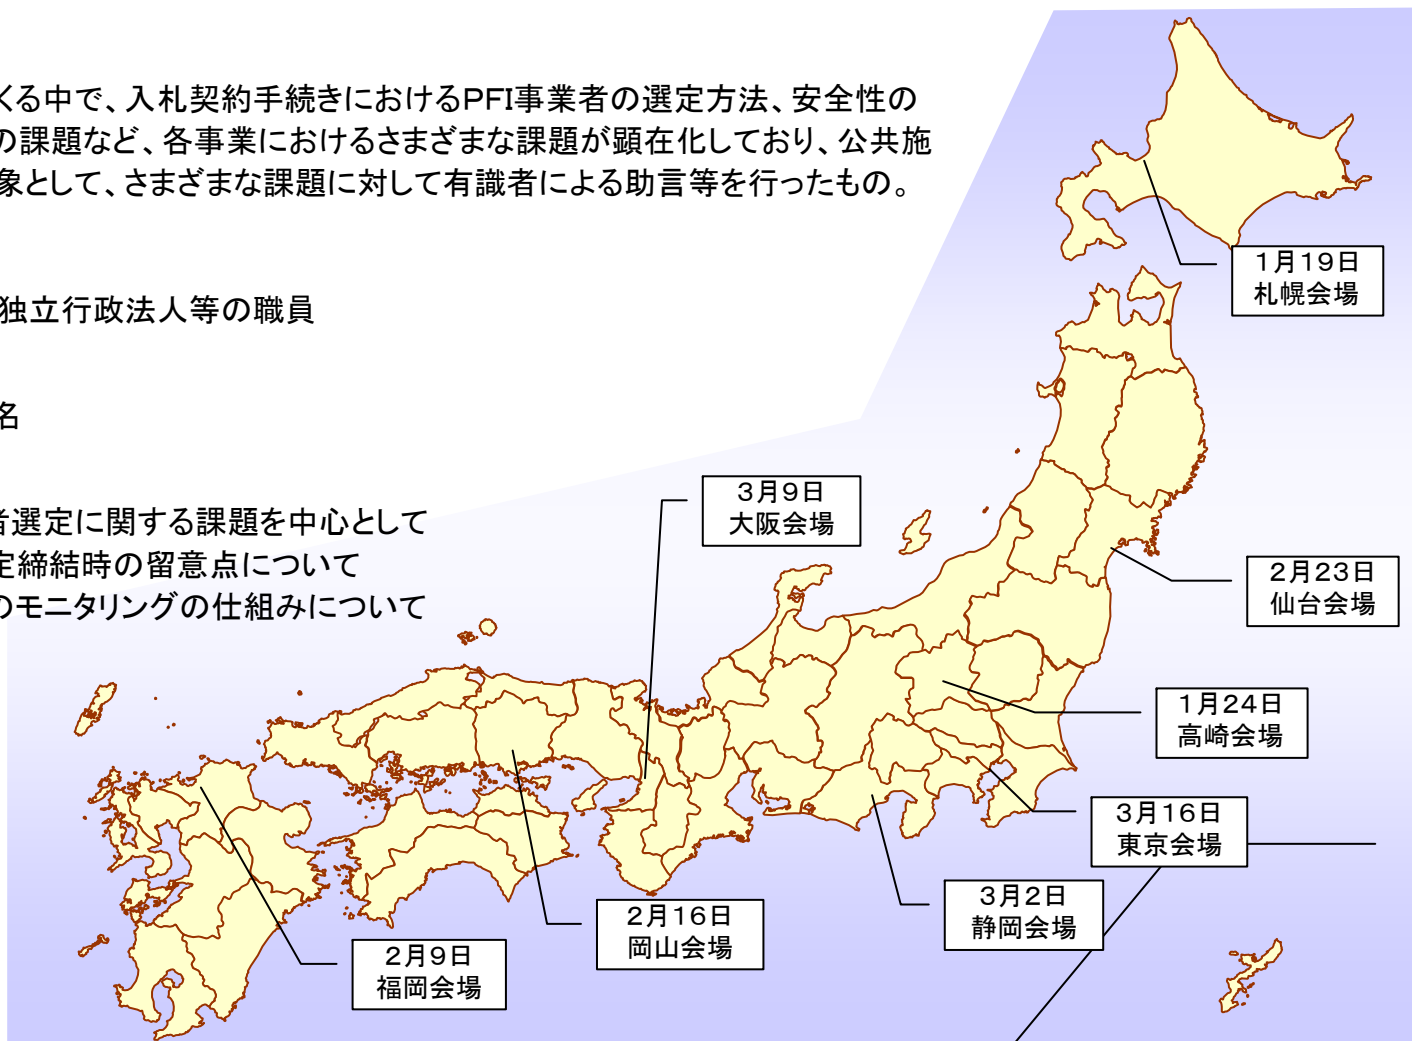 くる中で、入札契約手続きにおけるPFI事業者の選定方法、安全性の
の課題など、各事業におけるさまざまな課題が顕在化しており、公共施
象として、さまざまな課題に対して有識者による助言等を行ったもの。
独立行政法人等の職員
名
者選定に関する課題を中心として
定締結時の留意点について
のモニタリングの仕組みについて
1月19日
札幌会場
3月9日
大阪会場
2月23日
仙台会場
1月24日
高崎会場
3月16日
東京会場
3月2日
静岡会場
2月16日
岡山会場
2月9日
福岡会場